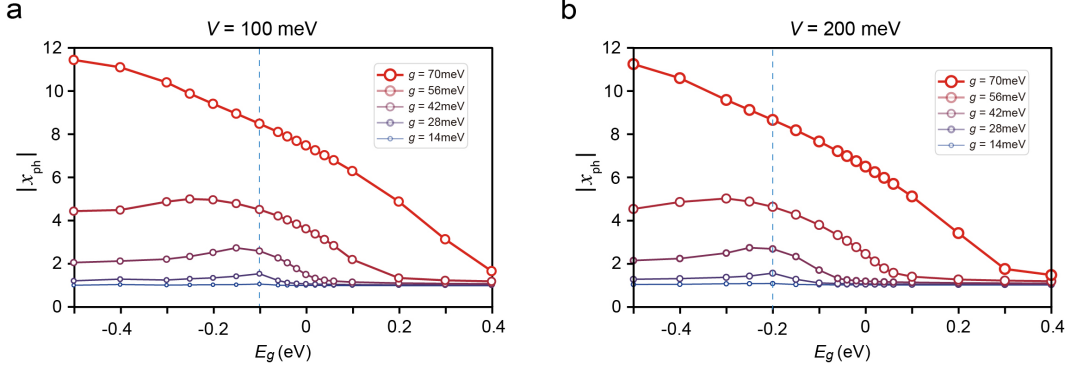 a
V = 100 meV
12
10
8
6
4
2
0
|x_ph|
g = 70meV
g = 56meV
g = 42meV
g = 28meV
g = 14meV
-0.4
-0.2
0
0.2
0.4
E_g (eV)
b
V = 200 meV
12
10
8
6
4
2
0
|x_ph|
g = 70meV
g = 56meV
g = 42meV
g = 28meV
g = 14meV
-0.4
-0.2
0
0.2
0.4
E_g (eV)